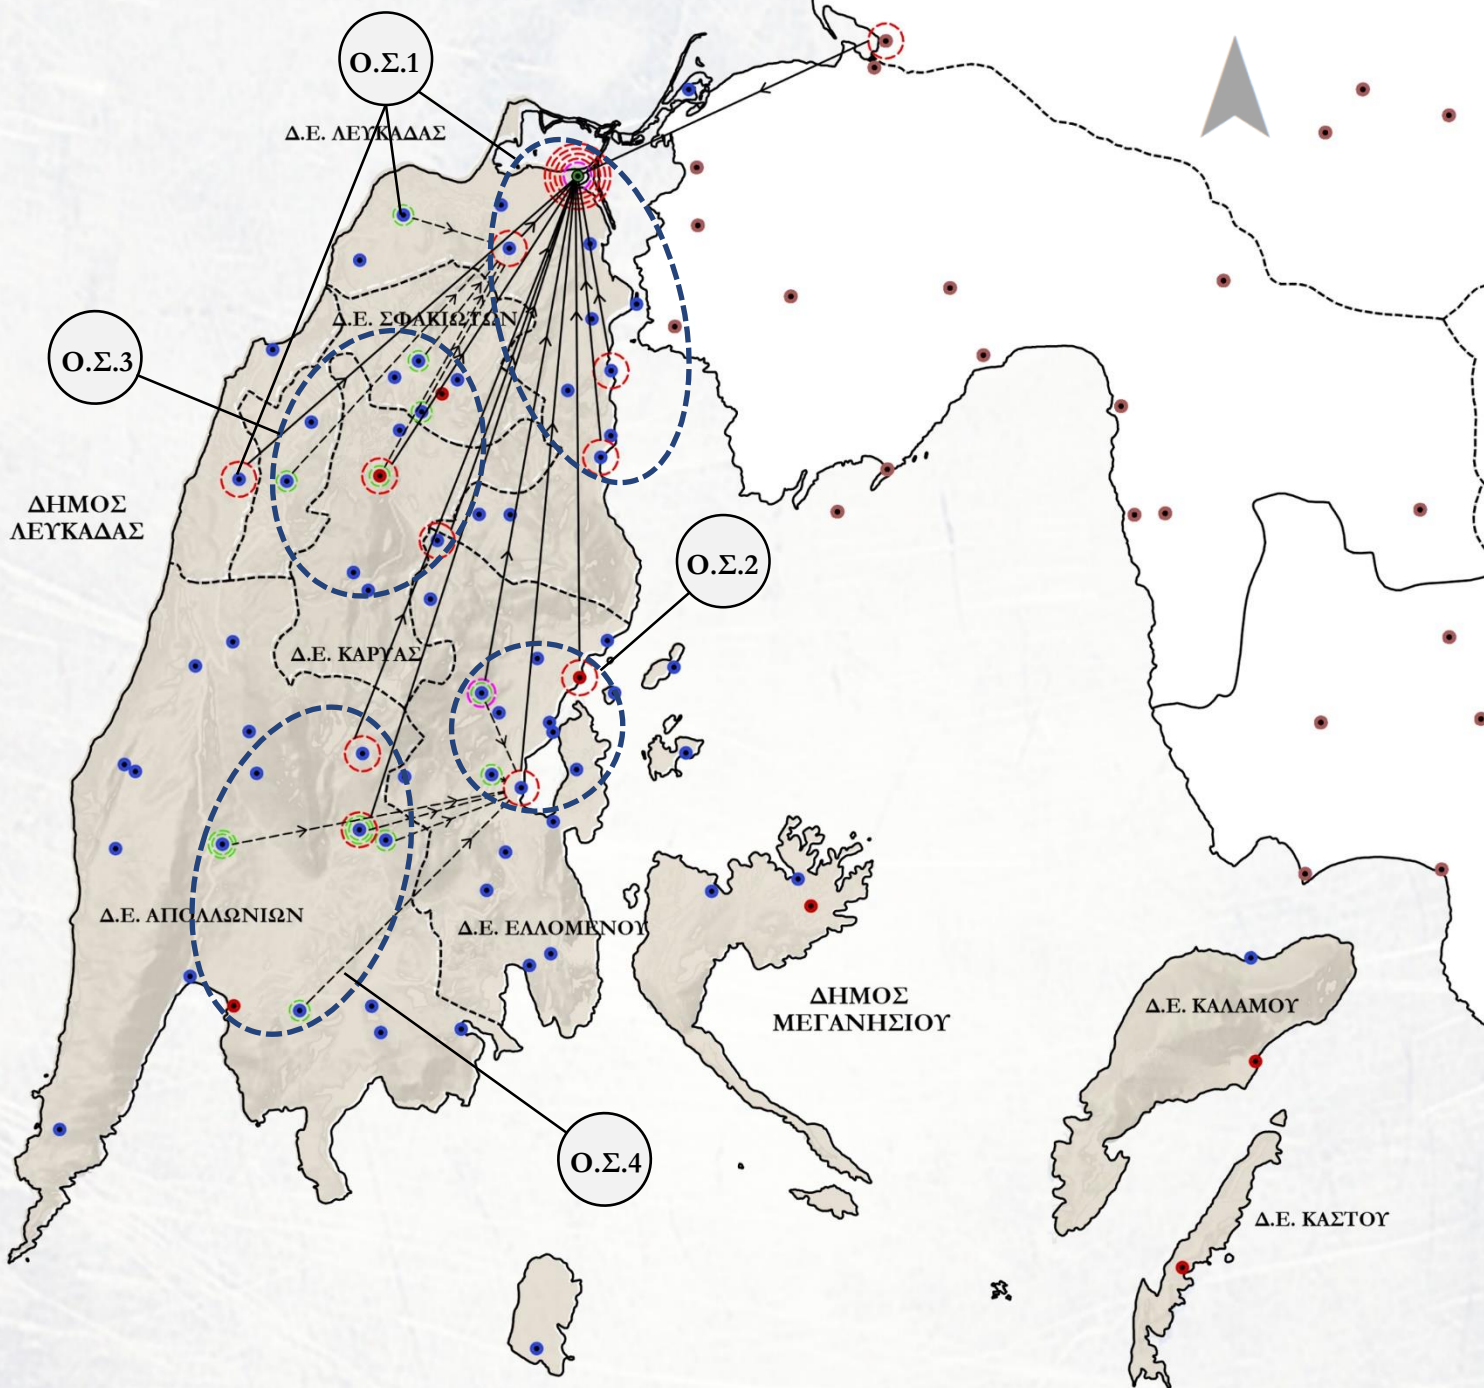 Ο.Σ.1
Δ.Ε. ΛΕΥΚΑΔΑΣ
Δ.Ε. ΣΦΑΚΙΩΤΩΝ
Ο.Σ.3
ΔΗΜΟΣ
ΛΕΥΚΑΔΑΣ
Ο.Σ.2
Δ.Ε. ΚΑΡΥΑΣ
Δ.Ε. ΑΠΟΛΛΩΝΙΩΝ
Δ.Ε. ΕΛΛΟΜΕΝΟΥ
ΔΗΜΟΣ
ΜΕΓΑΝΗΣΙΟΥ
Δ.Ε. ΚΑΛΑΜΟΥ
Ο.Σ.4
Δ.Ε. ΚΑΣΤΟΥ